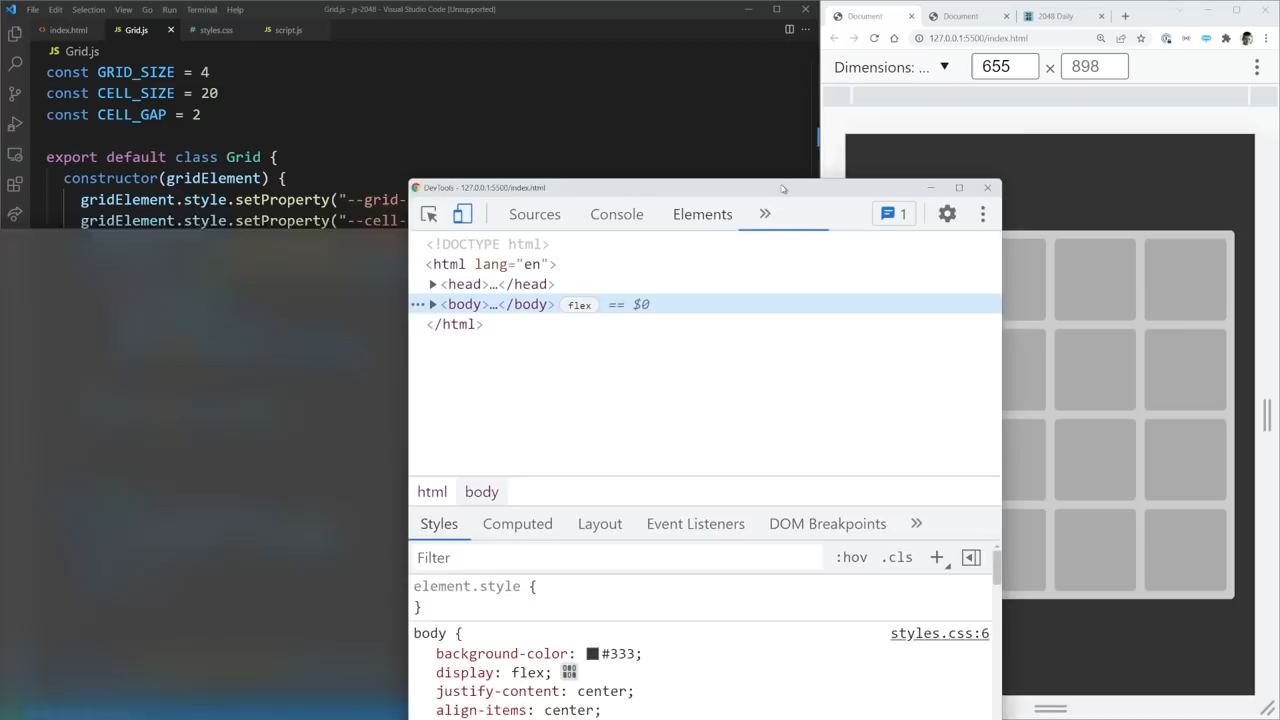 File Edit Selection View Go Run Terminal Help Grid.js - js-2048 - Visual Studio Code [Unsupported]
index.html Grid.js styles.css script.js
Grid.js
const GRID_SIZE = 4
const CELL_SIZE = 20
const CELL_GAP = 2
export default class Grid {
constructor(gridElement) {
gridElement.style.setProperty("--grid-
gridElement.style.setProperty("--cell-
Document Document 2048 Daily
127.0.0.1:5500/index.html
Dimensions: ... 655 × 898
DevTools - 127.0.0.1:5500/index.html
Sources Console Elements 1
<!DOCTYPE html>
<html lang="en">
<head>…</head>
<body>…</body> flex == $0
</html>
html body
Styles Computed Layout Event Listeners DOM Breakpoints
Filter :hov .cls
element.style {
}
body { styles.css:6
background-color: #333;
display: flex;
justify-content: center;
align-items: center;